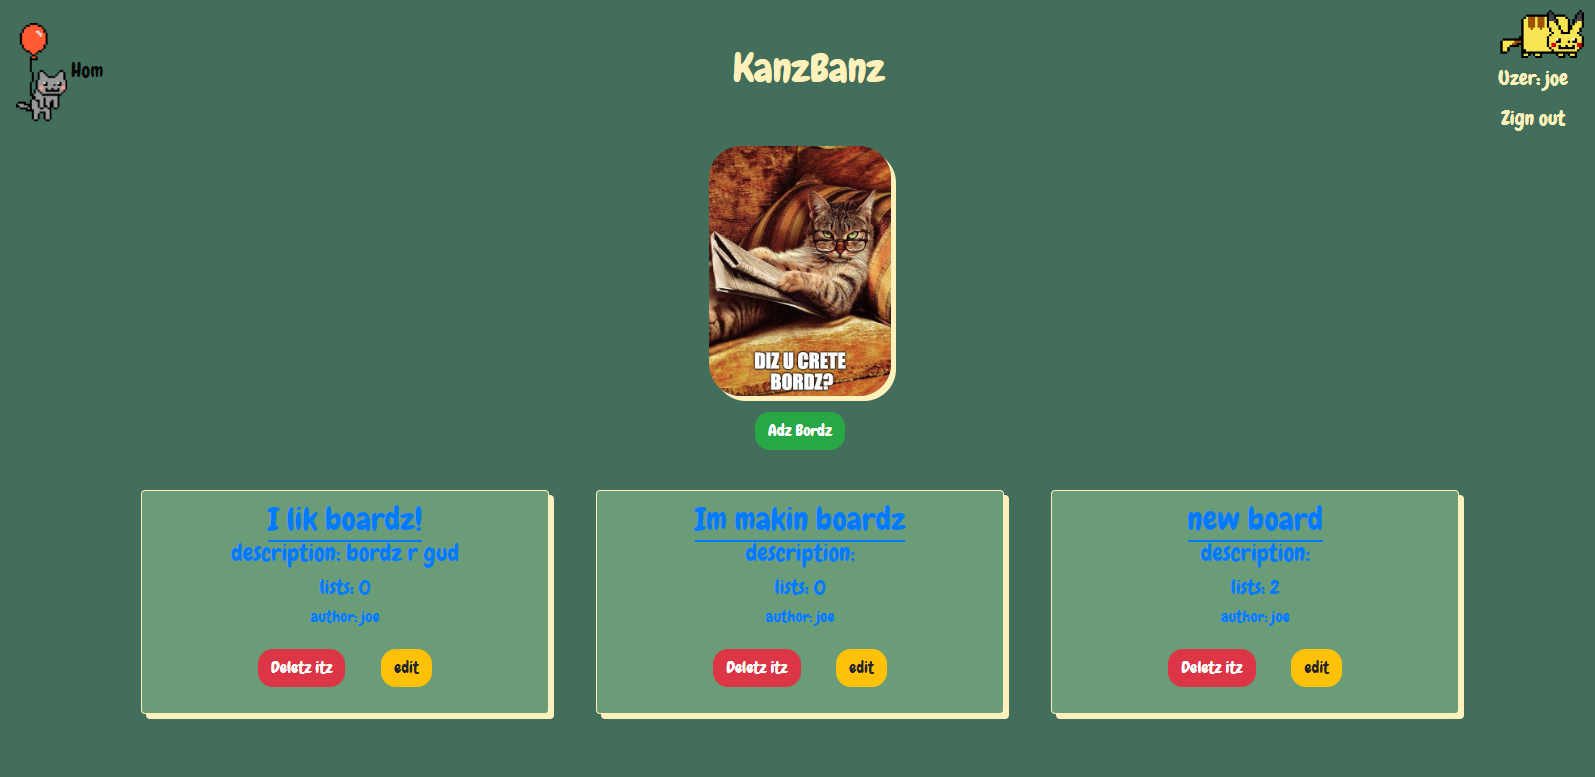 Hom
KanzBanz
Uzer: joe
Zign out
DIZ U CRETE
BORDZ?
Adz Bordz
I lik boardz!
description: bordz r gud
lists: 0
author: joe
Deletz itz
edit
Im makin boardz
description:
lists: 0
author: joe
Deletz itz
edit
new board
description:
lists: 2
author: joe
Deletz itz
edit